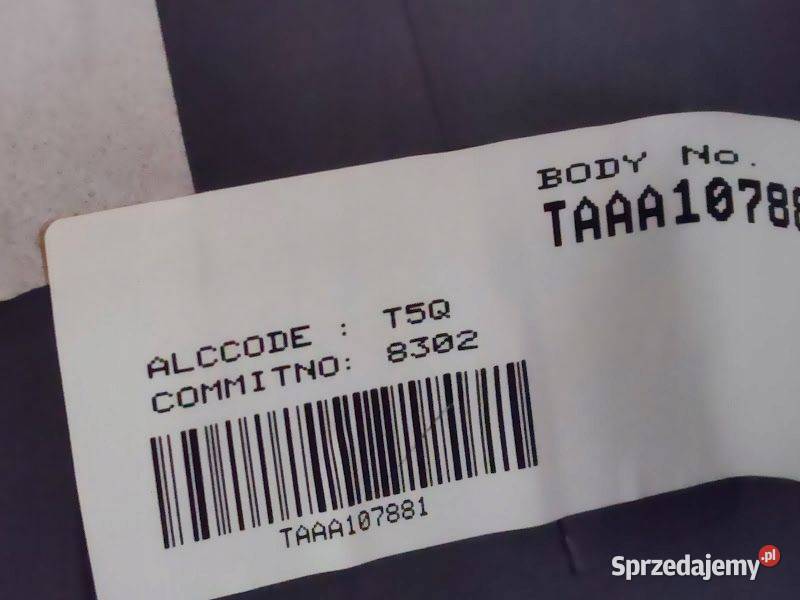 BODY No.
TAAA10788
ALCCODE : T5Q
COMMITNO: 8302
TAAA107881
Sprzedajemy.pl